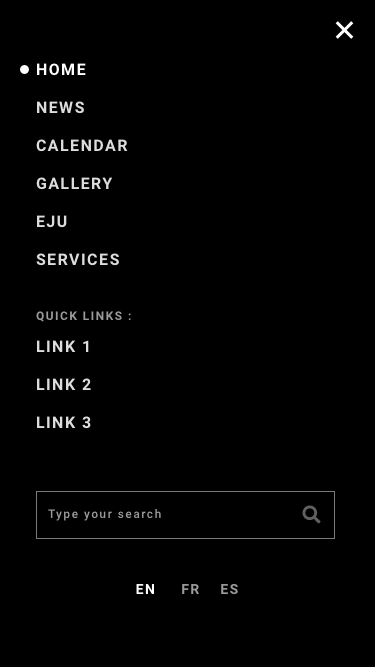 HOME
NEWS
CALENDAR
GALLERY
EJU
SERVICES
QUICK LINKS :
LINK 1
LINK 2
LINK 3
Type your search
EN FR ES